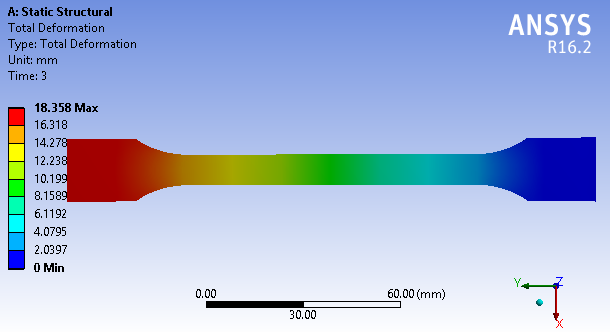 A: Static Structural
Total Deformation
Type: Total Deformation
Unit: mm
Time: 3
ANSYS
R16.2
18.358 Max
16.318
14.278
12.238
10.199
8.1589
6.1192
4.0795
2.0397
0 Min
0.00
60.00 (mm)
30.00
Y
Z
X